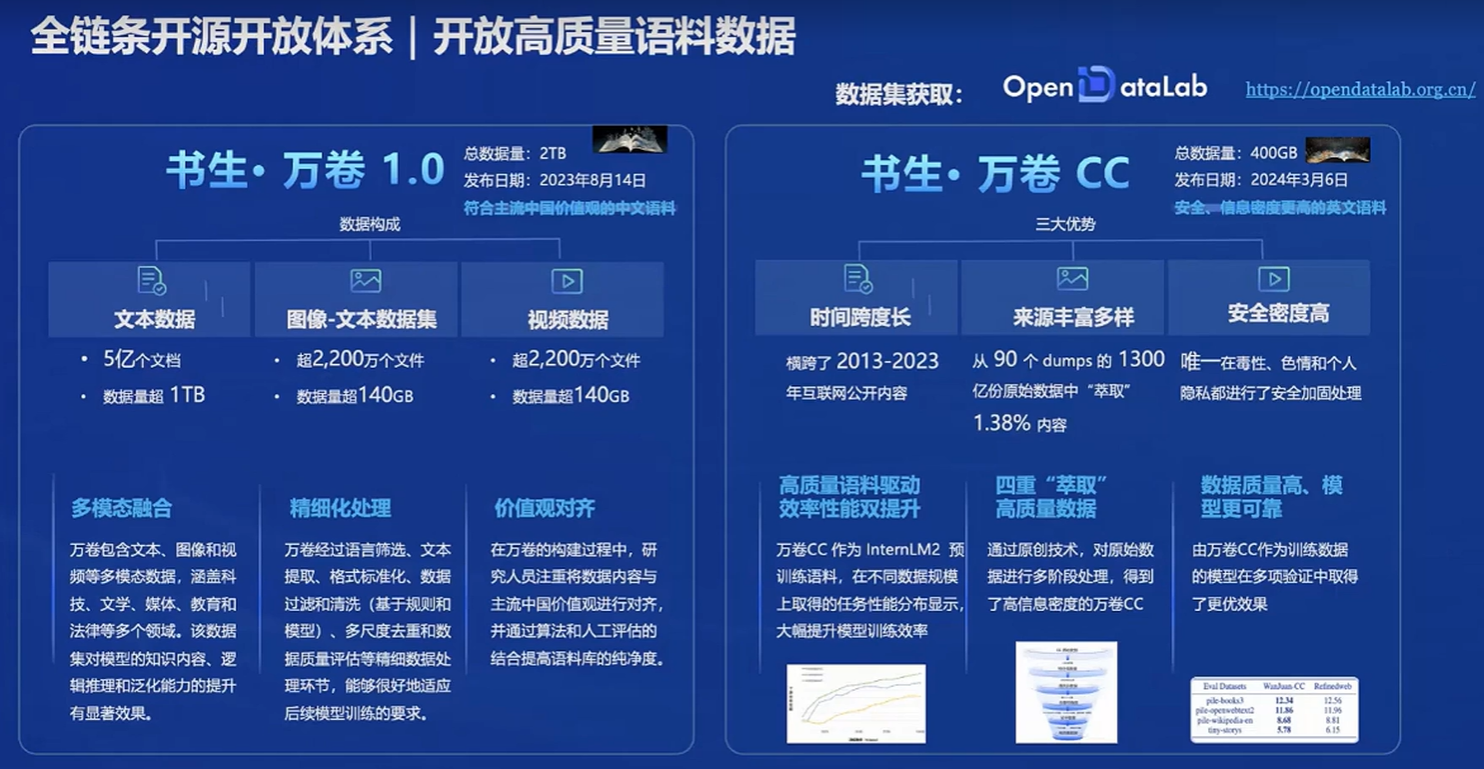 全链条开源开放体系 | 开放高质量语料数据
数据集获取：
OpenDataLab
https://opendatalab.org.cn/
书生·万卷 1.0
总数据量：2TB
发布日期：2023年8月14日
符合主流中国价值观的中文语料
数据构成
文本数据
图像-文本数据集
视频数据
• 5亿个文档
• 数据量超 1TB
• 超2,200万个文件
• 数据量超140GB
• 超2,200万个文件
• 数据量超140GB
多模态融合
万卷包含文本、图像和视
频等多模态数据，涵盖科
技、文学、媒体、教育和
法律等多个领域。该数据
集对模型的知识内容、逻
辑推理和泛化能力的提升
有显著效果。
精细化处理
万卷经过语言筛选、文本
提取、格式标准化、数据
过滤和清洗（基于规则和
模型）、多尺度去重和数
据质量评估等精细数据处
理环节，能够很好地适应
后续模型训练的要求。
价值观对齐
在万卷的构建过程中，研
究人员注重将数据内容与
主流中国价值观进行对齐，
并通过算法和人工评估的
结合提高语料库的纯净度。
书生·万卷 CC
总数据量：400GB
发布日期：2024年3月6日
安全、信息密度更高的英文语料
三大优势
时间跨度长
来源丰富多样
安全密度高
横跨了 2013-2023
年互联网公开内容
从 90 个 dumps 的 1300
亿份原始数据中“萃取”
1.38% 内容
唯一在毒性、色情和个人
隐私都进行了安全加固处理
高质量语料驱动
效率性能双提升
万卷CC 作为 InternLM2 预
训练语料，在不同数据规模
上取得的任务性能分布显示，
大幅提升模型训练效率
四重“萃取”
高质量数据
通过原创技术，对原始数
据进行多阶段处理，得到
了高信息密度的万卷CC
数据质量高、模
型更可靠
由万卷CC作为训练数据
的模型在多项验证中取得
了更优效果
Eval Datasets WanJuan-CC Refinedweb
pile-books3 12.34 12.56
pile-openwebtext2 11.86 11.96
pile-wikipedia-en 8.68 8.81
tiny-storys 5.78 6.15